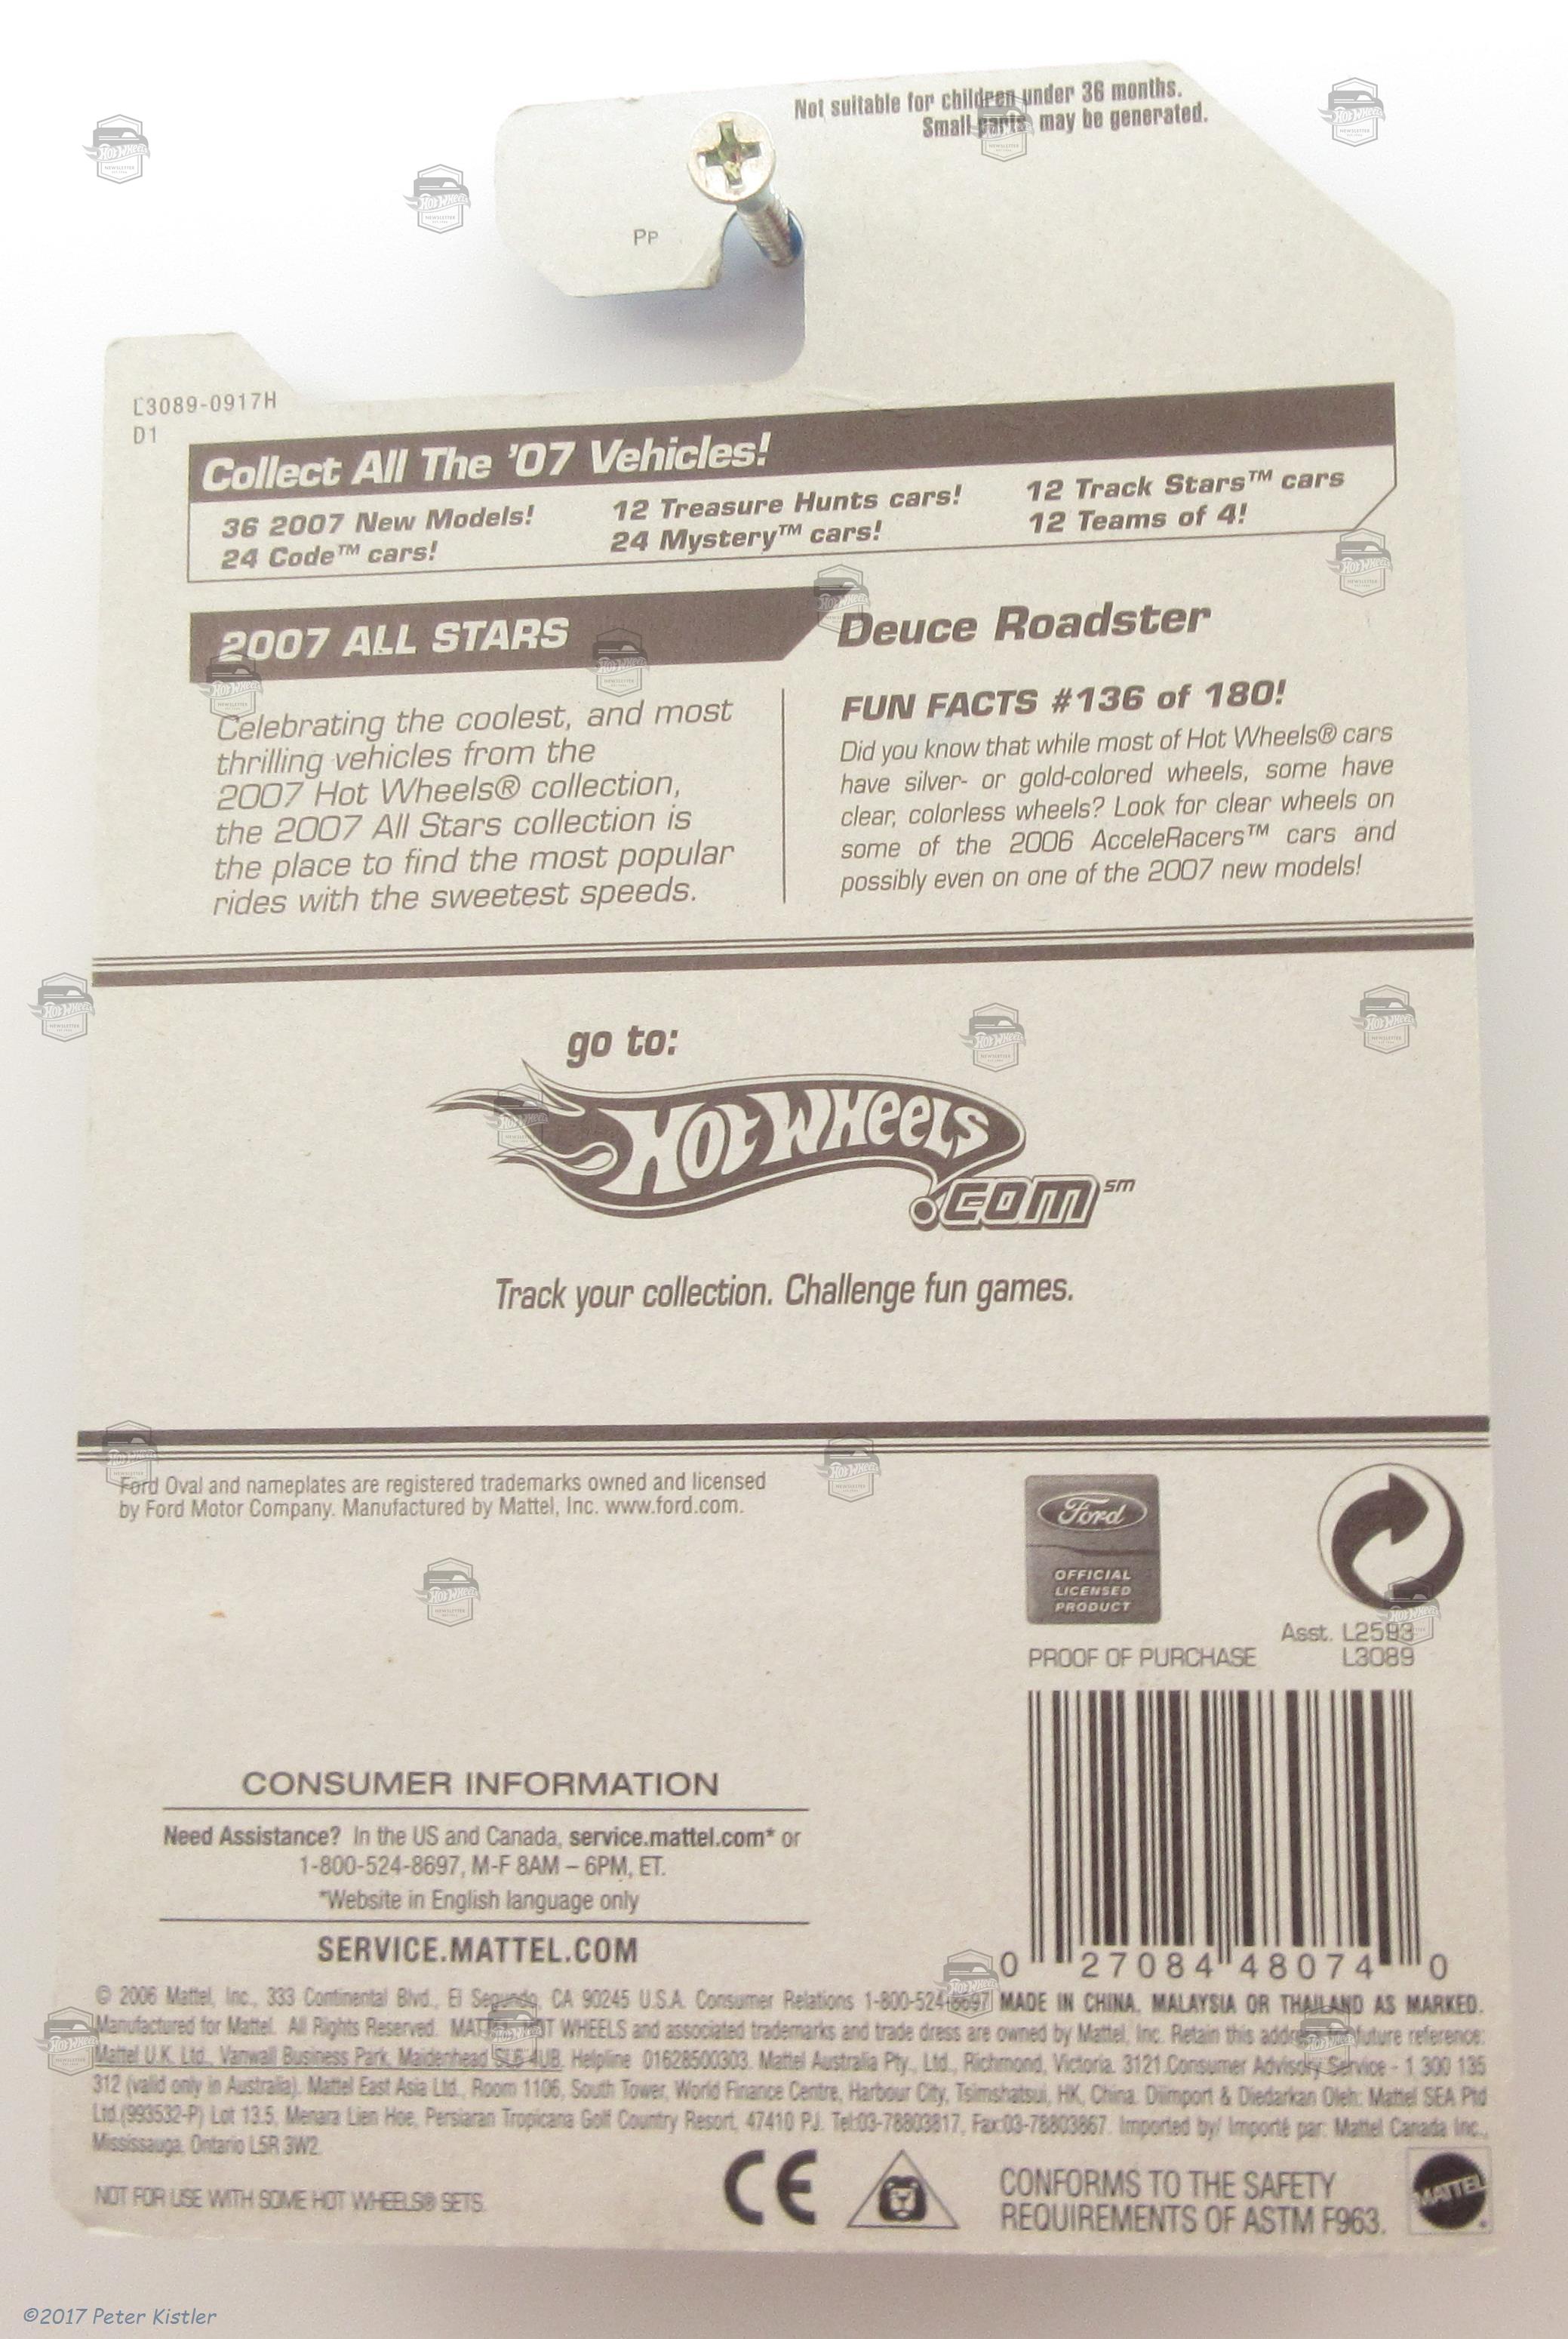 Not suitable for children under 36 months.
Small parts may be generated.
PP
L3089-0917H
D1
Collect All The '07 Vehicles!
36 2007 New Models!
24 Code™ cars!
12 Treasure Hunts cars!
24 Mystery™ cars!
12 Track Stars™ cars
12 Teams of 4!
2007 ALL STARS
Celebrating the coolest, and most
thrilling vehicles from the
2007 Hot Wheels® collection,
the 2007 All Stars collection is
the place to find the most popular
rides with the sweetest speeds.
Deuce Roadster
FUN FACTS #136 of 180!
Did you know that while most of Hot Wheels® cars
have silver- or gold-colored wheels, some have
clear, colorless wheels? Look for clear wheels on
some of the 2006 AcceleRacers™ cars and
possibly even on one of the 2007 new models!
go to:
HOT WHEELS
.com sm
Track your collection. Challenge fun games.
Ford Oval and nameplates are registered trademarks owned and licensed
by Ford Motor Company. Manufactured by Mattel, Inc. www.ford.com.
Ford
OFFICIAL
LICENSED
PRODUCT
Asst. L2593
PROOF OF PURCHASE L3089
CONSUMER INFORMATION
Need Assistance? In the US and Canada, service.mattel.com* or
1-800-524-8697, M-F 8AM – 6PM, ET.
*Website in English language only
SERVICE.MATTEL.COM
0 27084 48074 0
© 2006 Mattel, Inc., 333 Continental Blvd., El Segundo, CA 90245 U.S.A. Consumer Relations 1-800-524-8697 MADE IN CHINA, MALAYSIA OR THAILAND AS MARKED.
Manufactured for Mattel. All Rights Reserved. MATTEL, HOT WHEELS and associated trademarks and trade dress are owned by Mattel, Inc. Retain this address for future reference:
Mattel U.K. Ltd., Vanwall Business Park, Maidenhead SL6 4UB. Helpline 01628500303. Mattel Australia Pty., Ltd., Richmond, Victoria. 3121.Consumer Advisory Service - 1 300 135
312 (valid only in Australia). Mattel East Asia Ltd., Room 1106, South Tower, World Finance Centre, Harbour City, Tsimshatsui, HK, China. Diimport & Diedarkan Oleh: Mattel SEA Ptd
Ltd.(993532-P) Lot 13.5, Menara Lien Hoe, Persiaran Tropicana Golf Country Resort, 47410 PJ. Tel:03-78803817, Fax:03-78803867. Imported by/ Importé par: Mattel Canada Inc.,
Mississauga, Ontario L5R 3W2.
NOT FOR USE WITH SOME HOT WHEELS® SETS.
CE
CONFORMS TO THE SAFETY
REQUIREMENTS OF ASTM F963.
MATTEL
©2017 Peter Kistler